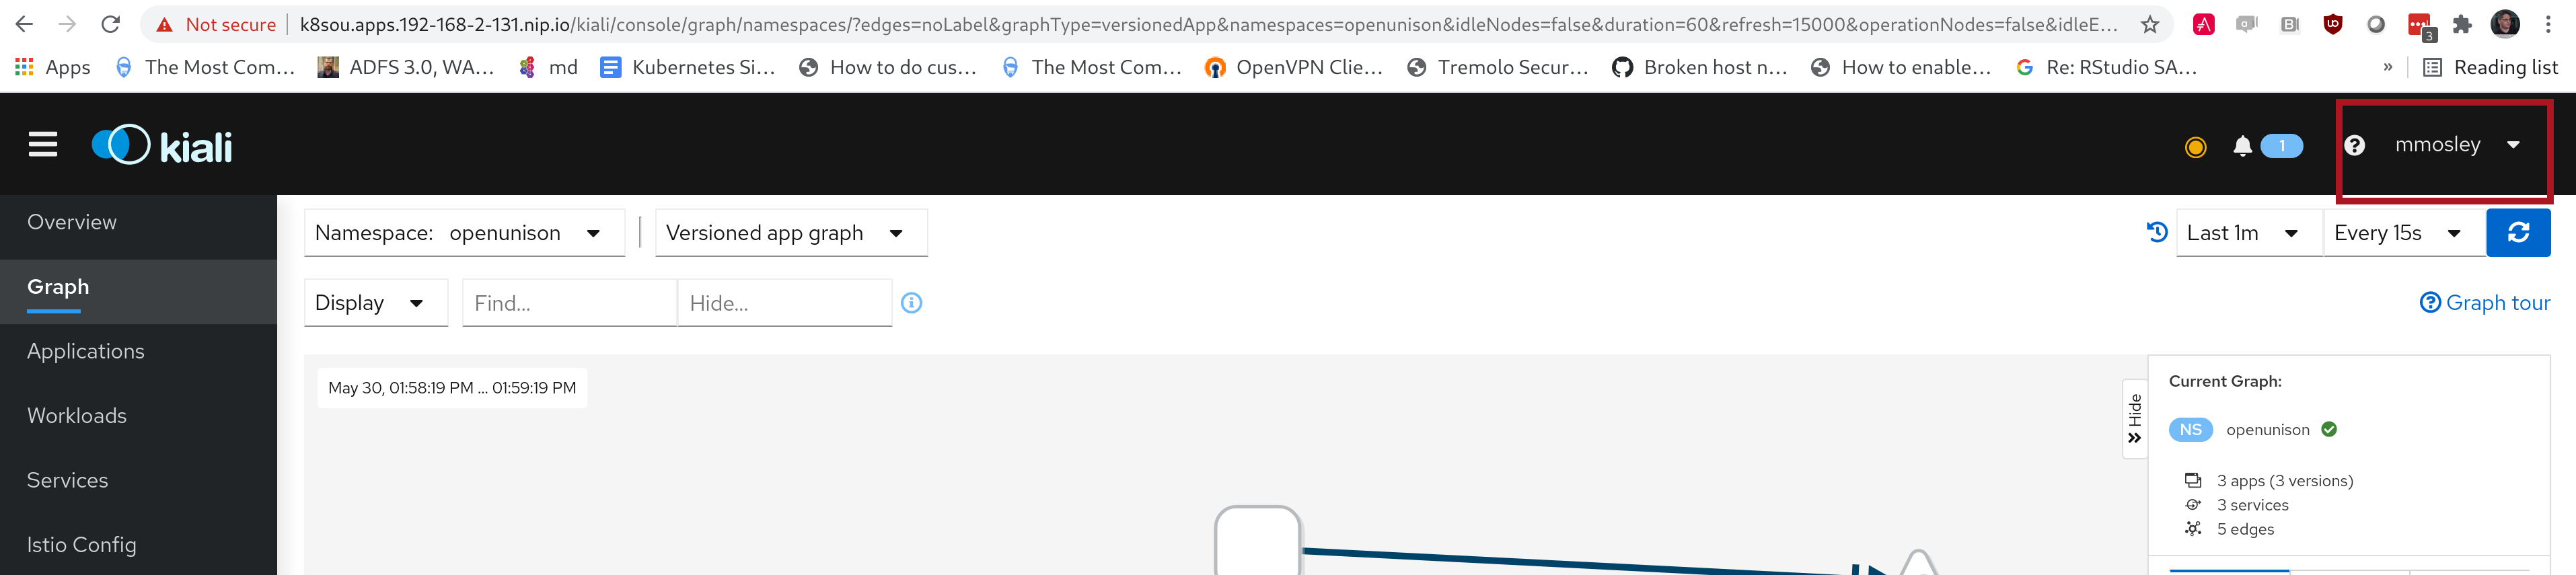 Not secure k8sou.apps.192-168-2-131.nip.io/kiali/console/graph/namespaces/?edges=noLabel&graphType=versionedApp&namespaces=openunison&idleNodes=false&duration=60&refresh=15000&operationNodes=false&idleE... 3
Apps The Most Com... ADFS 3.0, WA... md Kubernetes Si... How to do cus... The Most Com... OpenVPN Clie... Tremolo Secur... Broken host n... How to enable... Re: RStudio SA... » Reading list
kiali 1 mmosley
Overview
Namespace: openunison Versioned app graph Last 1m Every 15s
Graph
Display Find... Hide... Graph tour
Applications
May 30, 01:58:19 PM ... 01:59:19 PM
Hide
Current Graph:
Workloads
NS openunison
Services
3 apps (3 versions)
3 services
5 edges
Istio Config